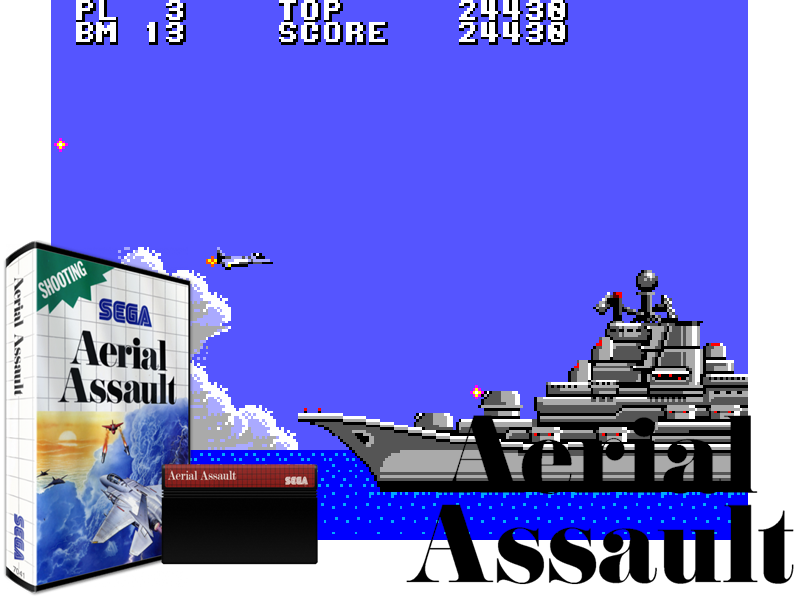 PL 3 TOP 24430
BM 13 SCORE 24430
SHOOTING
SEGA
Aerial
Assault
Aerial Assault
SEGA
7041
Aerial Assault
SEGA
Aerial
Assault